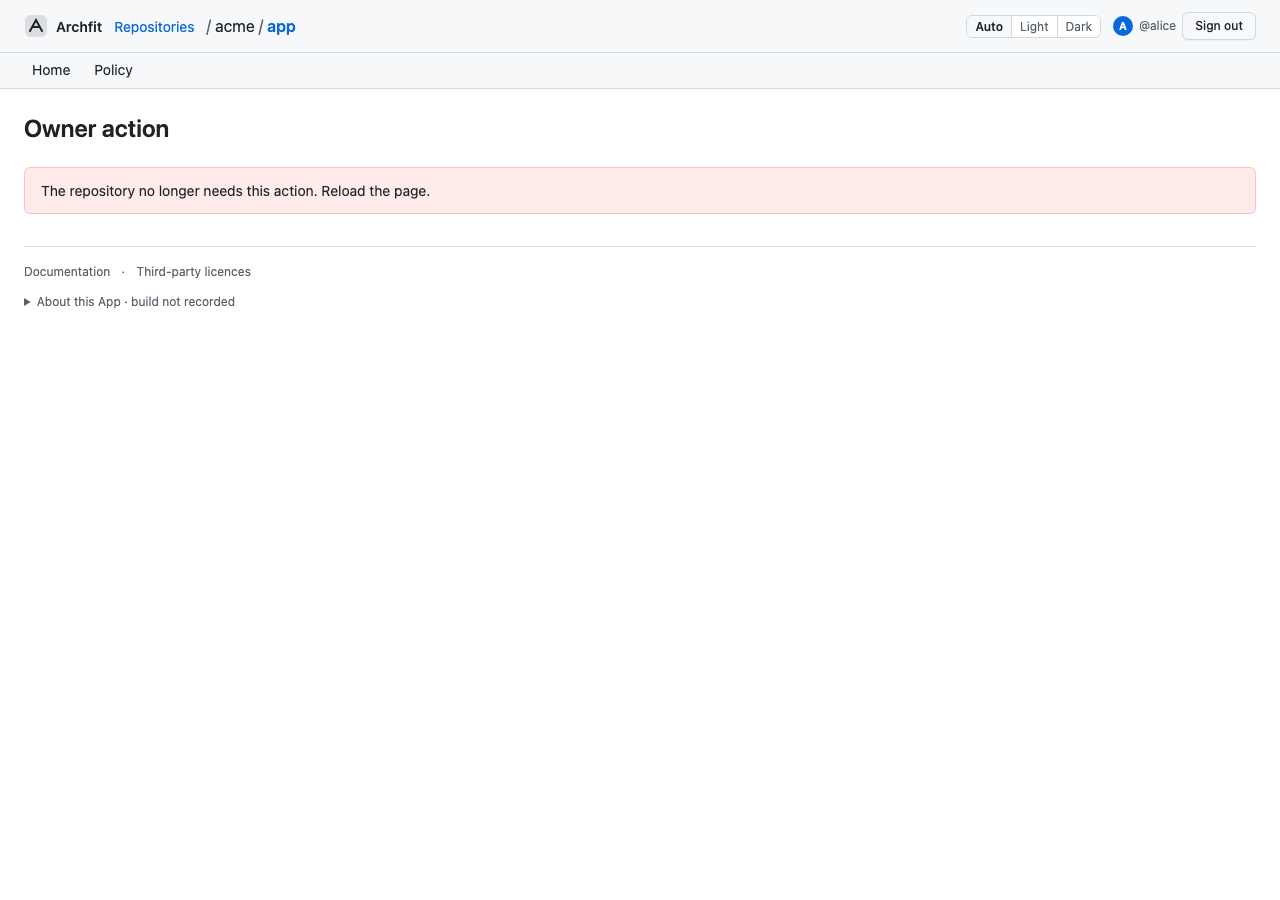 Archfit Repositories / acme / app
Auto Light Dark A @alice Sign out
Home Policy
Owner action
The repository no longer needs this action. Reload the page.
Documentation · Third-party licences
About this App · build not recorded